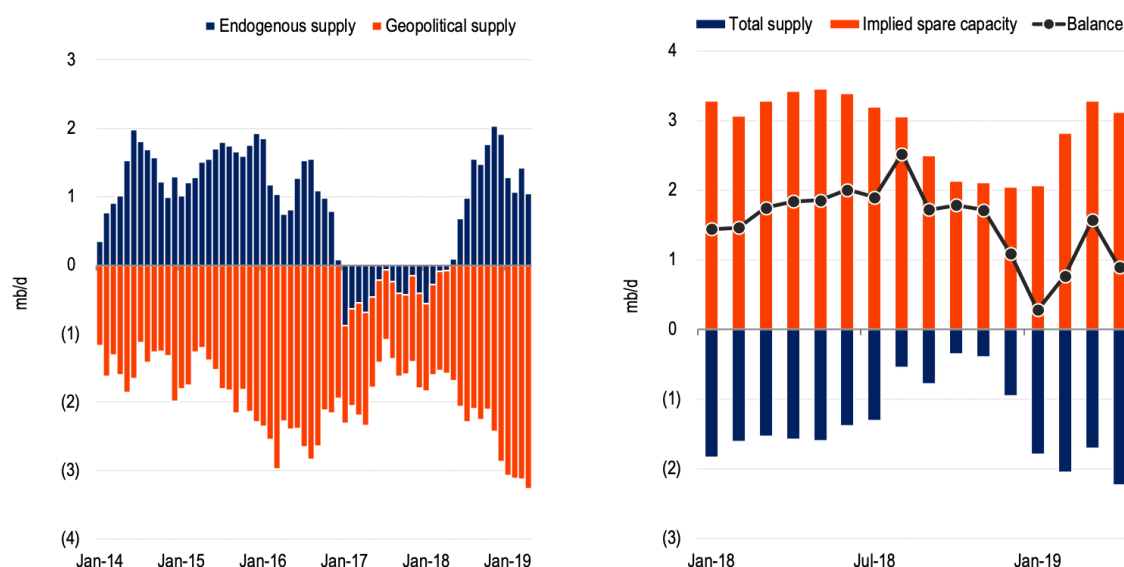 Endogenous supply Geopolitical supply
3
2
1
0
(1)
(2)
(3)
(4)
mb/d
Jan-14 Jan-15 Jan-16 Jan-17 Jan-18 Jan-19
Total supply Implied spare capacity Balance
4
3
2
1
0
(1)
(2)
(3)
mb/d
Jan-18 Jul-18 Jan-19